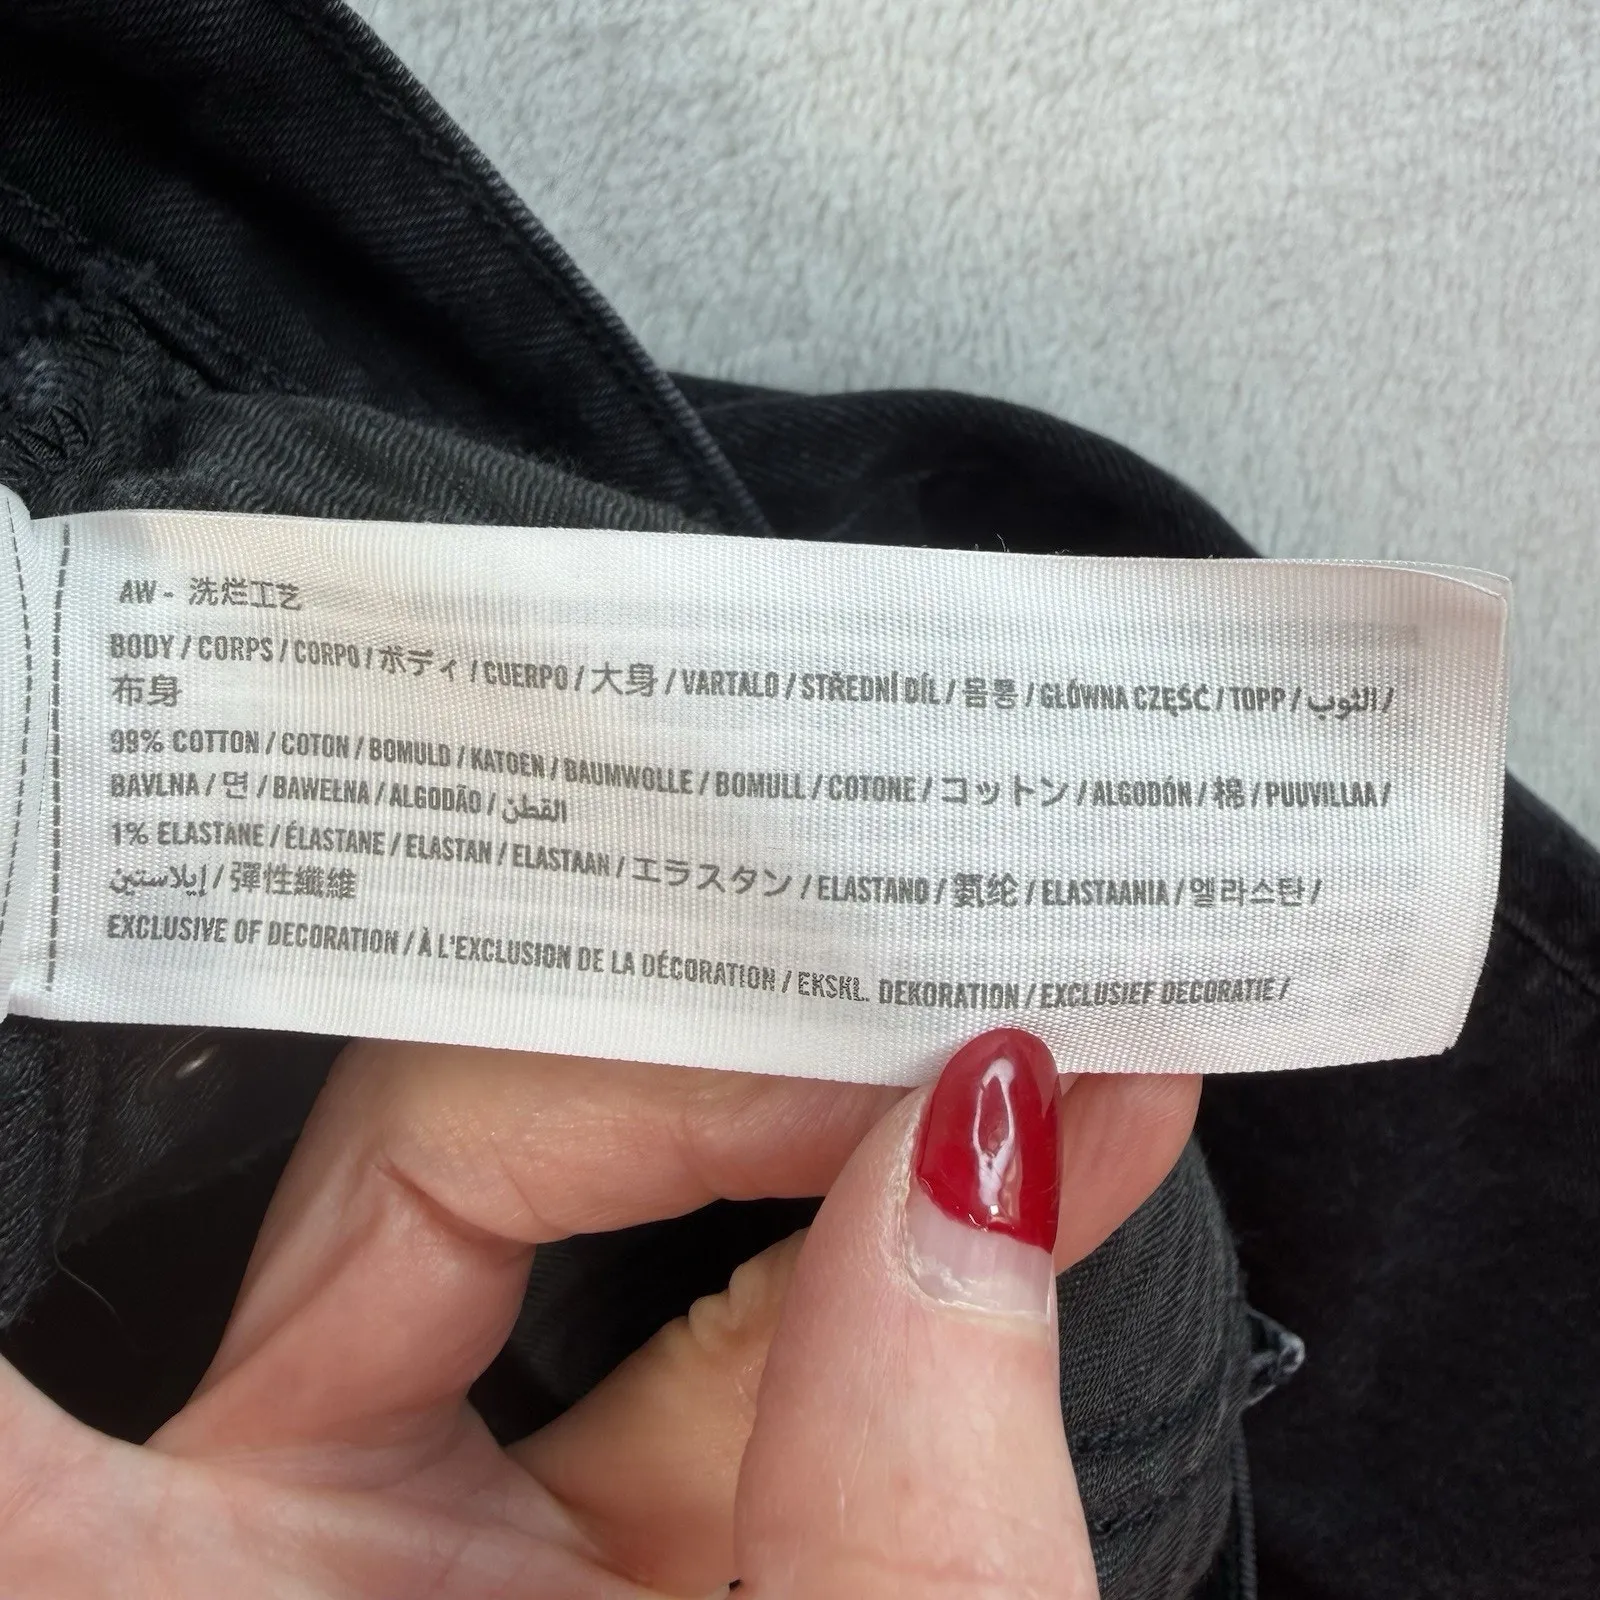 AW - 洗烂工艺
BODY / CORPS / CORPO / ボディ / CUERPO / 大身 / VARTALO / STŘEDNÍ DÍL / 몸통 / GŁÓWNA CZĘŚĆ / TOPP / الثوب /
布身
99% COTTON / COTON / BOMULD / KATOEN / BAUMWOLLE / BOMULL / COTONE / コットン / ALGODÓN / 棉 / PUUVILLAA /
BAVLNA / 면 / BAWEŁNA / ALGODÃO / القطن
1% ELASTANE / ÉLASTANE / ELASTAN / ELASTAAN / エラスタン / ELASTANO / 氨纶 / ELASTAANIA / 엘라스탄 /
إيلاستين / 彈性纖維
EXCLUSIVE OF DECORATION / À L'EXCLUSION DE LA DÉCORATION / EKSKL. DEKORATION / EXCLUSIEF DECORATIE /